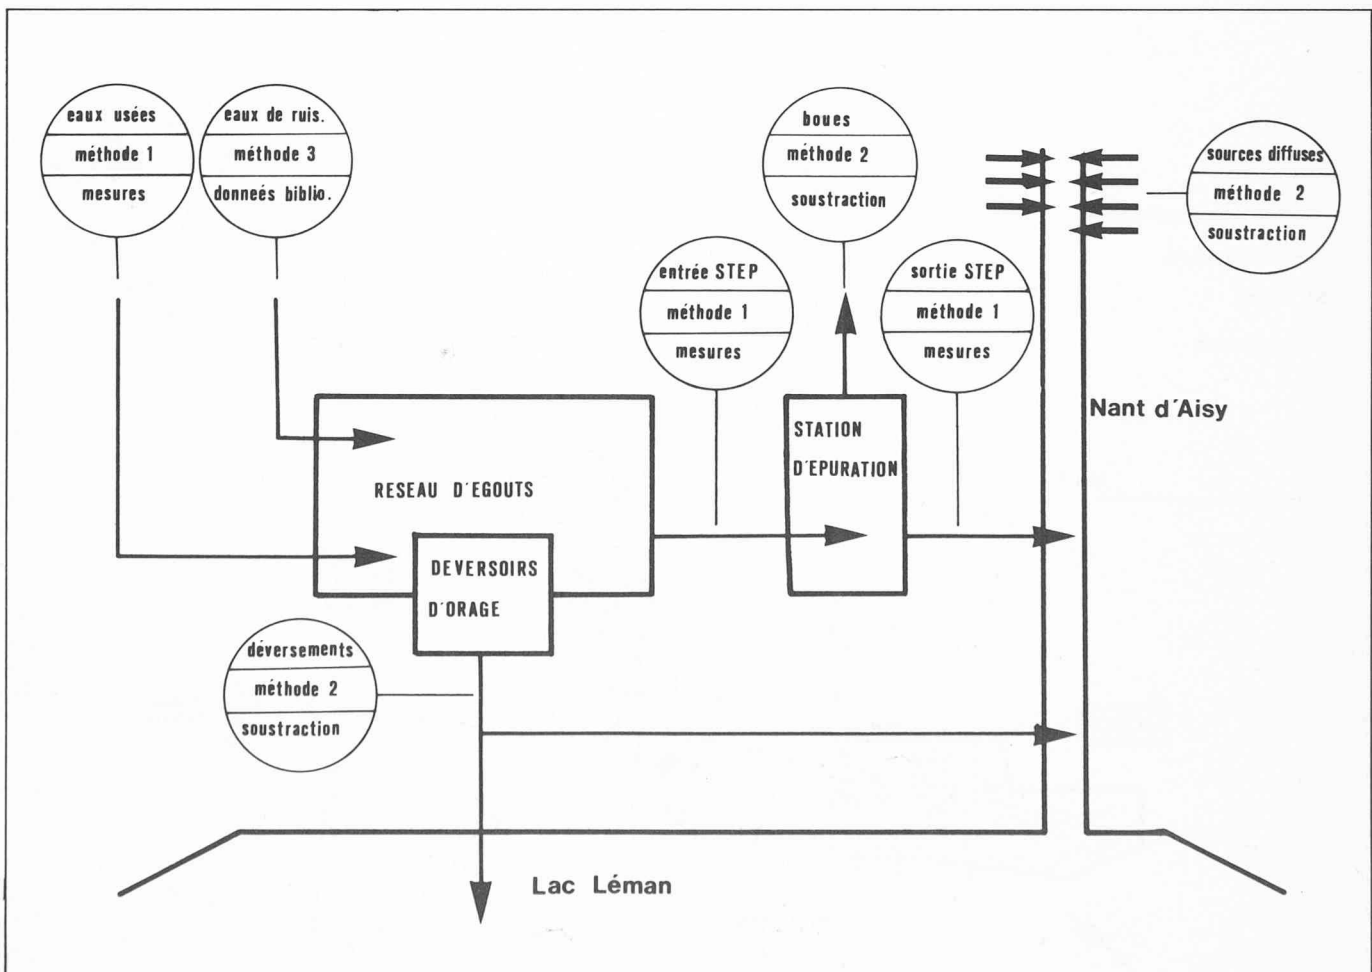 eaux usées
méthode 1
mesures
eaux de ruis.
méthode 3
donneés biblio.
boues
méthode 2
soustraction
sources diffuses
méthode 2
soustraction
entrée STEP
méthode 1
mesures
sortie STEP
méthode 1
mesures
Nant d'Aisy
STATION
D'EPURATION
RESEAU D'EGOUTS
DEVERSOIRS
D'ORAGE
déversements
méthode 2
soustraction
Lac Léman